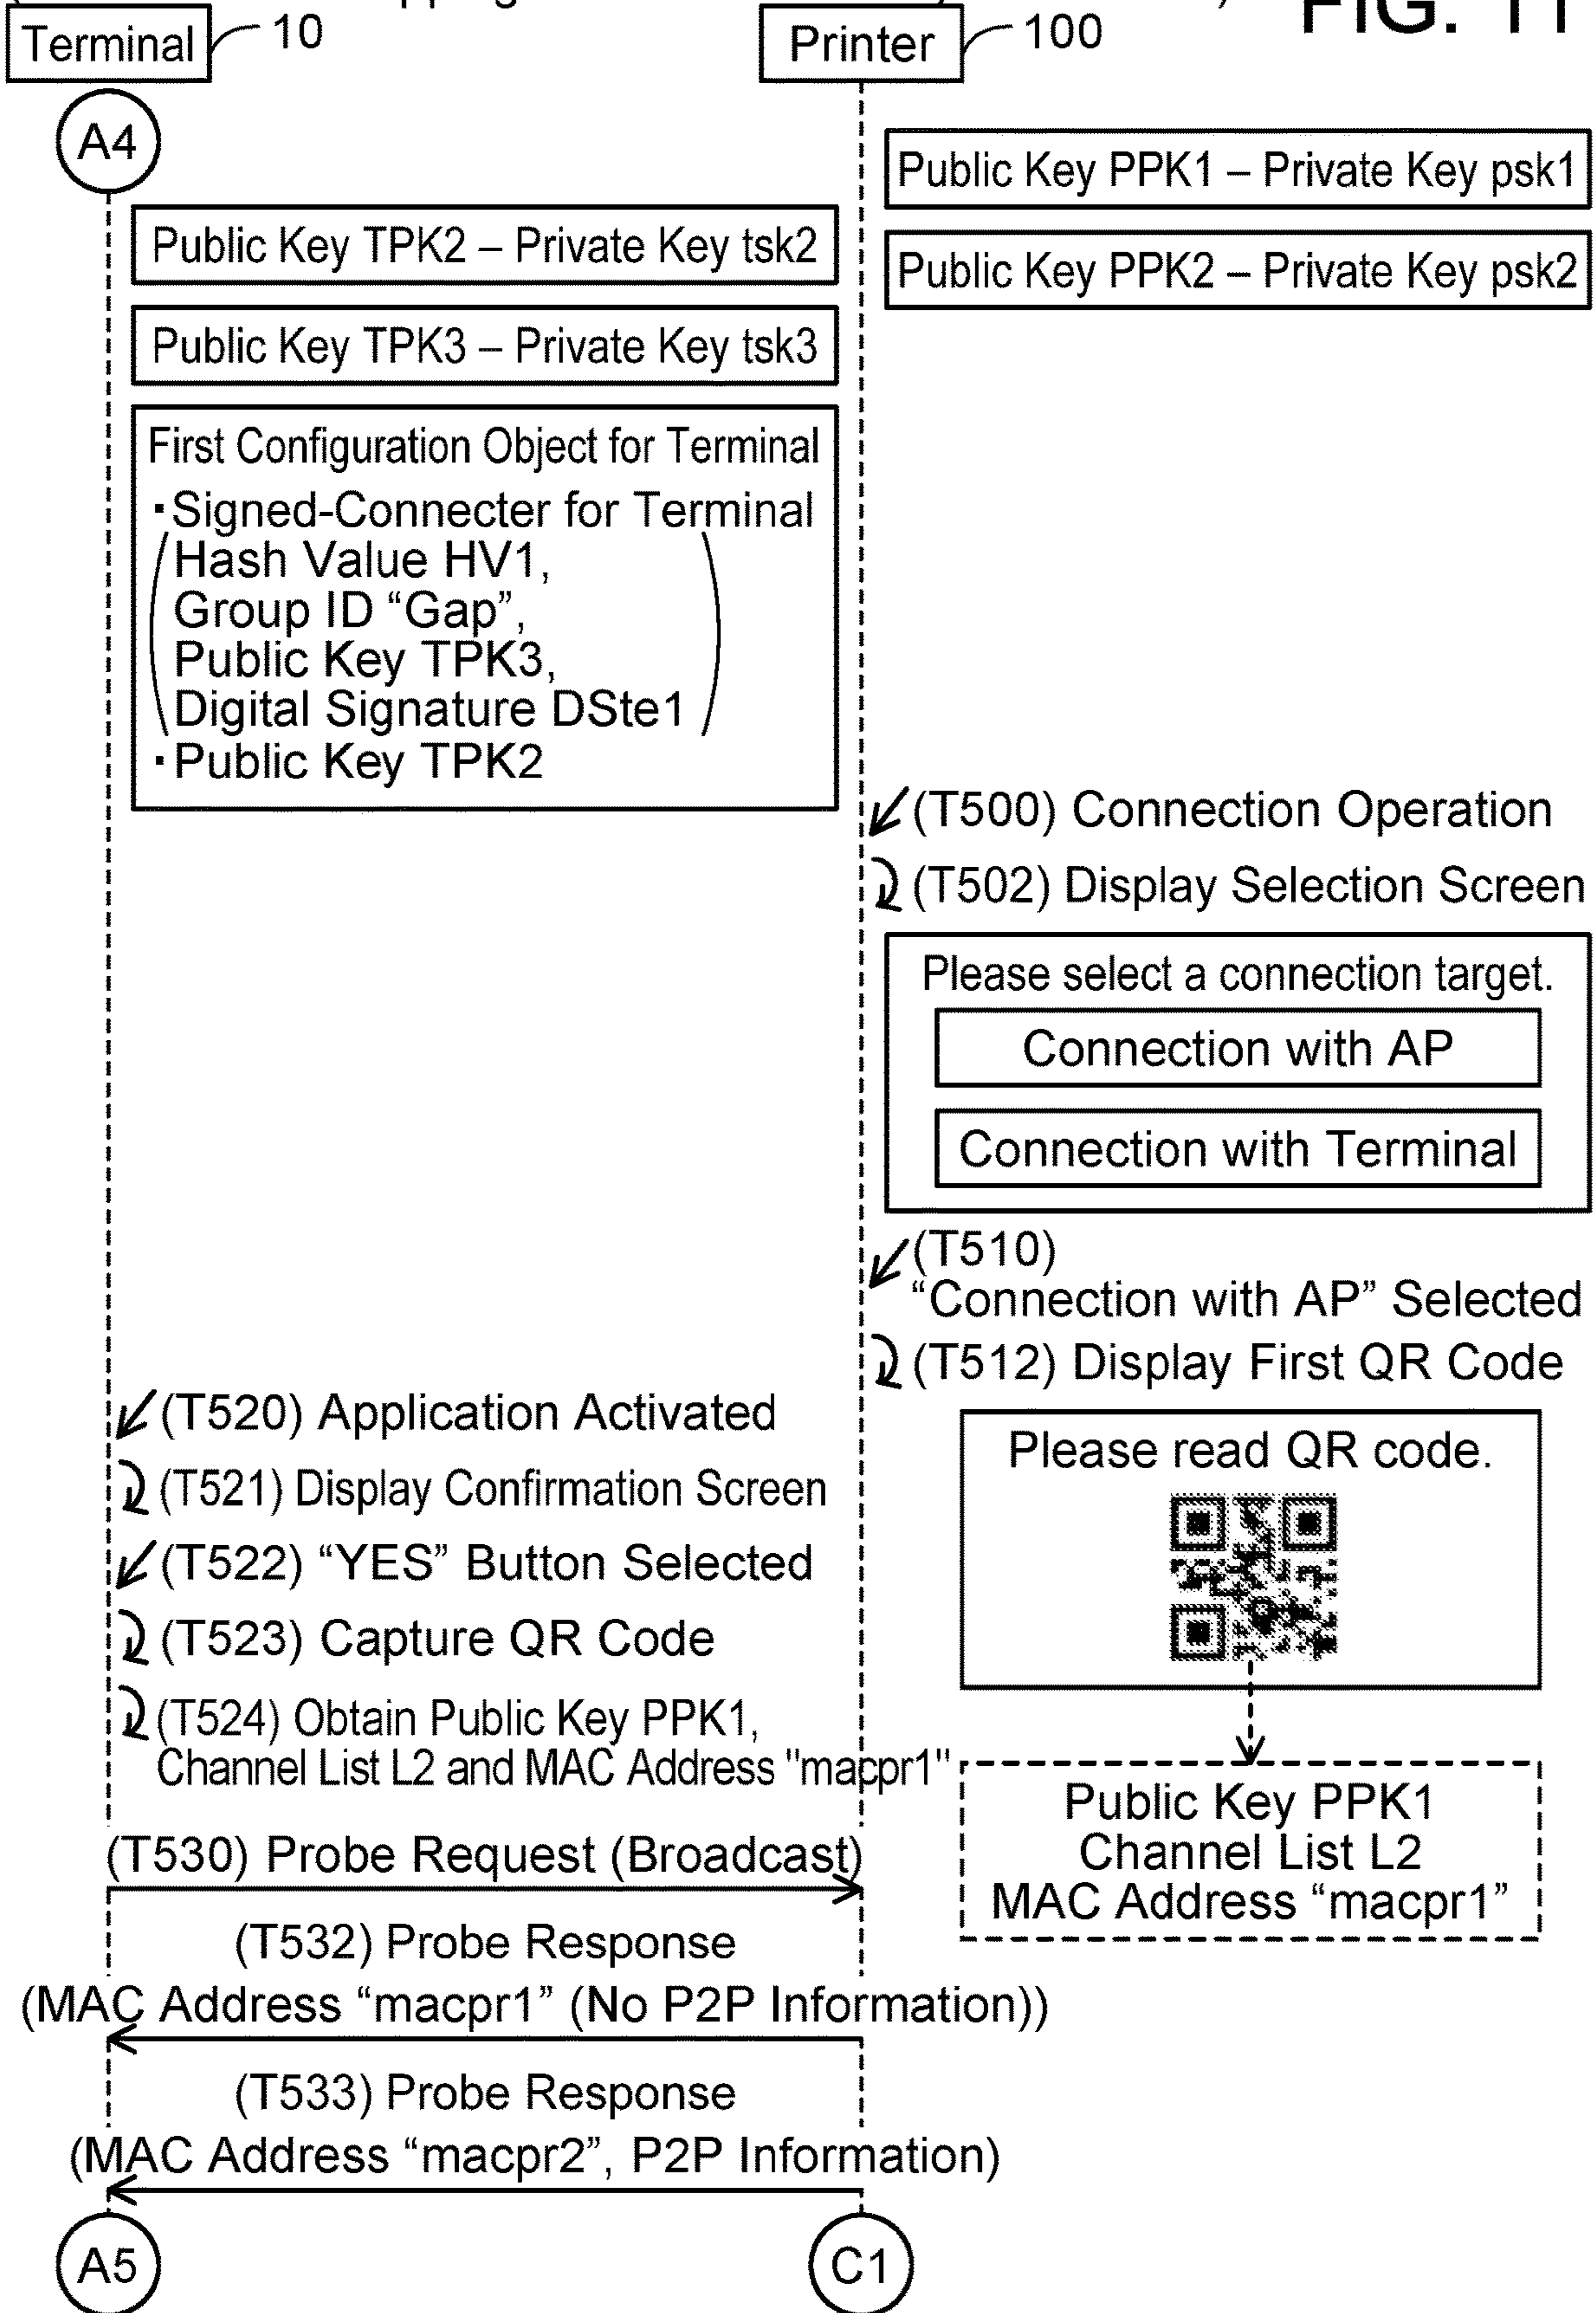 FIG. 11
Terminal 10
Printer 100
A4
Public Key PPK1 – Private Key psk1
Public Key TPK2 – Private Key tsk2
Public Key PPK2 – Private Key psk2
Public Key TPK3 – Private Key tsk3
First Configuration Object for Terminal
・Signed-Connecter for Terminal
(Hash Value HV1,
Group ID “Gap”,
Public Key TPK3,
Digital Signature DSte1)
・Public Key TPK2
(T500) Connection Operation
(T502) Display Selection Screen
Please select a connection target.
Connection with AP
Connection with Terminal
(T510)
“Connection with AP” Selected
(T512) Display First QR Code
Please read QR code.
(T520) Application Activated
(T521) Display Confirmation Screen
(T522) “YES” Button Selected
(T523) Capture QR Code
(T524) Obtain Public Key PPK1,
Channel List L2 and MAC Address "macpr1"
Public Key PPK1
Channel List L2
MAC Address “macpr1”
(T530) Probe Request (Broadcast)
(T532) Probe Response
(MAC Address “macpr1” (No P2P Information))
(T533) Probe Response
(MAC Address “macpr2”, P2P Information)
A5
C1